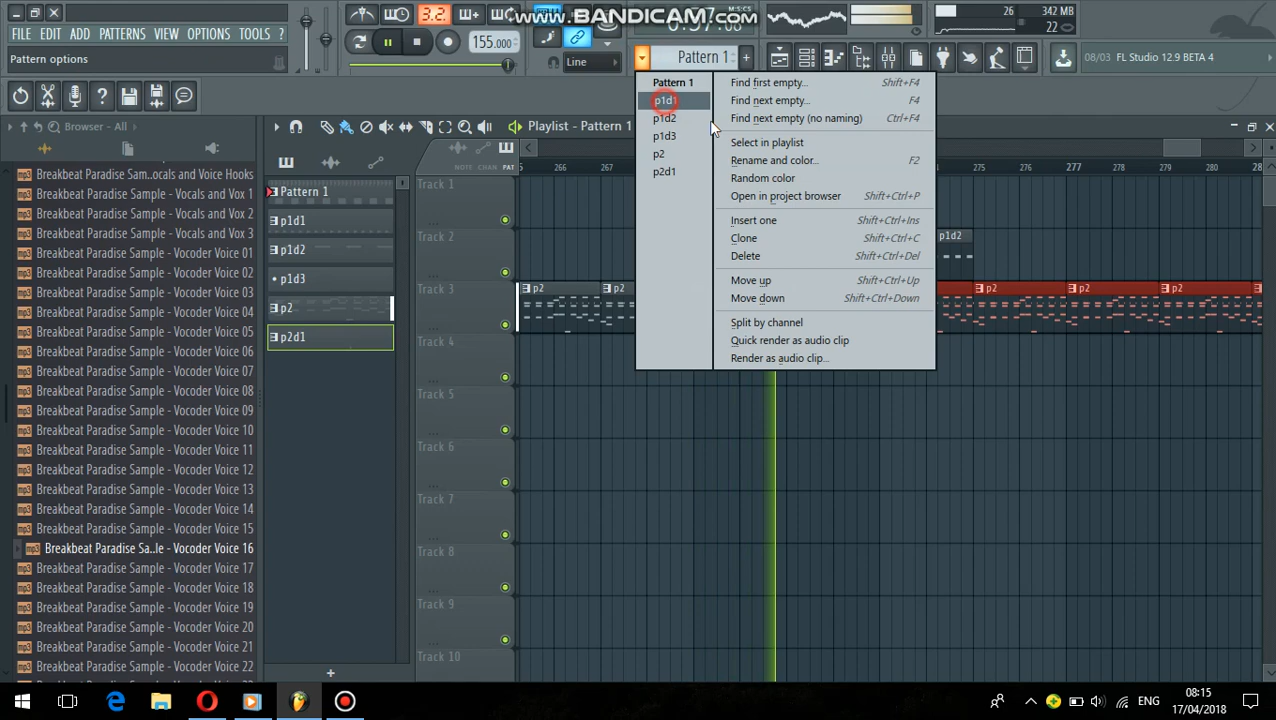 www.BANDICAM.com
3.2.
M:S:CS
FILE EDIT ADD PATTERNS VIEW OPTIONS TOOLS ?
155.000
Line
Pattern 1
26
342 MB
22
Pattern options
08/03 FL Studio 12.9 BETA 4
Browser - All
Playlist - Pattern 1
Breakbeat Paradise Sam..ocals and Voice Hooks
Breakbeat Paradise Sample - Vocals and Vox 1
Breakbeat Paradise Sample - Vocals and Vox 2
Breakbeat Paradise Sample - Vocals and Vox 3
Breakbeat Paradise Sample - Vocoder Voice 01
Breakbeat Paradise Sample - Vocoder Voice 02
Breakbeat Paradise Sample - Vocoder Voice 03
Breakbeat Paradise Sample - Vocoder Voice 04
Breakbeat Paradise Sample - Vocoder Voice 05
Breakbeat Paradise Sample - Vocoder Voice 06
Breakbeat Paradise Sample - Vocoder Voice 07
Breakbeat Paradise Sample - Vocoder Voice 08
Breakbeat Paradise Sample - Vocoder Voice 09
Breakbeat Paradise Sample - Vocoder Voice 10
Breakbeat Paradise Sample - Vocoder Voice 11
Breakbeat Paradise Sample - Vocoder Voice 12
Breakbeat Paradise Sample - Vocoder Voice 13
Breakbeat Paradise Sample - Vocoder Voice 14
Breakbeat Paradise Sample - Vocoder Voice 15
Breakbeat Paradise Sa..le - Vocoder Voice 16
Breakbeat Paradise Sample - Vocoder Voice 17
Breakbeat Paradise Sample - Vocoder Voice 18
Breakbeat Paradise Sample - Vocoder Voice 19
Breakbeat Paradise Sample - Vocoder Voice 20
Breakbeat Paradise Sample - Vocoder Voice 21
Breakbeat Paradise Sample - Vocoder Voice 22
Pattern 1
p1d1
p1d2
p1d3
p2
p2d1
NOTE CHAN PAT
Track 1
Track 2
Track 3
Track 4
Track 5
Track 6
Track 7
Track 8
Track 9
Track 10
266 267
275 276 277 279 280
p1d2
p2 p2 p2 p2 p2
Pattern 1
p1d1
p1d2
p1d3
p2
p2d1
Find first empty... Shift+F4
Find next empty... F4
Find next empty (no naming) Ctrl+F4
Select in playlist
Rename and color... F2
Random color
Open in project browser Shift+Ctrl+P
Insert one Shift+Ctrl+Ins
Clone Shift+Ctrl+C
Delete Shift+Ctrl+Del
Move up Shift+Ctrl+Up
Move down Shift+Ctrl+Down
Split by channel
Quick render as audio clip
Render as audio clip...
ENG
08:15
17/04/2018